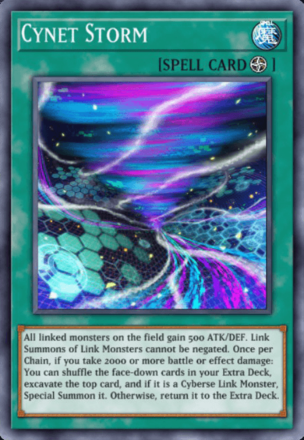 Cynet Storm
[SPELL CARD ]
All linked monsters on the field gain 500 ATK/DEF. Link
Summons of Link Monsters cannot be negated. Once per
Chain, if you take 2000 or more battle or effect damage:
You can shuffle the face-down cards in your Extra Deck,
excavate the top card, and if it is a Cyberse Link Monster,
Special Summon it. Otherwise, return it to the Extra Deck.